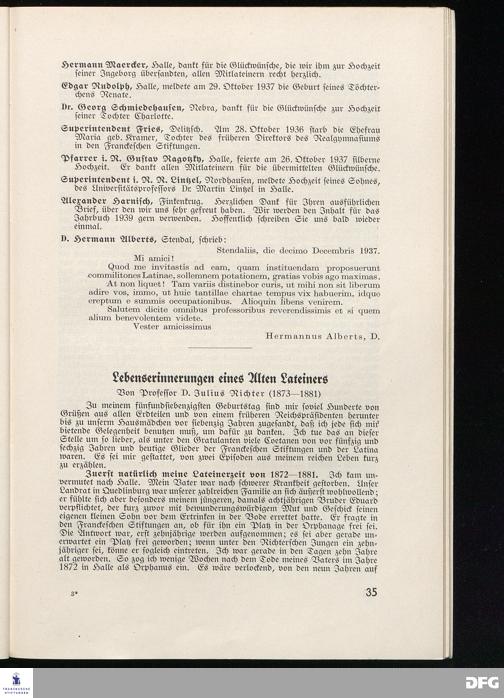 Hermann Maercker, Halle, dankt für die Glückwünsche, die wir ihm zur Hochzeit
seiner Ingeborg übersandten, allen Mitlateinern recht herzlich.
Edgar Rudolph, Halle, meldete am 29. Oktober 1937 die Geburt seines Töchter-
chens Renate.
Dr. Georg Schmiedehausen, Nebra, dankt für die Glückwünsche zur Hochzeit
seiner Tochter Charlotte.
Superintendent Fries, Delitzsch. Am 28. Oktober 1936 starb die Ehefrau
Maria geb. Kramer, Tochter des früheren Direktors des Realgymnasiums
in den Franckeschen Stiftungen.
Pfarrer i. R. Gustav Ragotzky, Halle, feierte am 26. Oktober 1937 silberne
Hochzeit. Er dankt allen Mitlateinern für die übermittelten Glückwünsche.
Superintendent i. R. R. Lintzel, Nordhausen, meldete Hochzeit seines Sohnes,
des Universitätsprofessors Dr. Martin Lintzel in Halle.
Alexander Harnisch, Finkenkrug. Herzlichen Dank für Ihren ausführlichen
Brief, über den wir uns sehr gefreut haben. Wir werden den Inhalt für das
Jahrbuch 1939 gern verwenden. Hoffentlich schreiben Sie uns bald wieder
einmal.
D. Hermann Alberts, Stendal, schrieb:
Stendaliis, die decimo Decembris 1937.
Mi amici!
Quod me invitastis ad eam, quam instituendam proposuerunt
commilitones Latinae, sollemnem potationem, gratias vobis ago maximas.
At non liquet! Tam variis distinebor curis, ut mihi non sit liberum
adire vos, immo, ut huic tantillae chartae tempus vix habuerim, idque
ereptum e summis occupationibus. Alioquin libens venirem.
Salutem dicite omnibus professoribus reverendissimis et si quem
alium benevolentem videte.
Vester amicissimus
Hermannus Alberts, D.
Lebenserinnerungen eines Alten Lateiners
Von Professor D. Julius Richter (1873—1881)
Zu meinem fünfundsiebenzigsten Geburtstag sind mir soviel Hunderte von
Grüßen aus allen Erdteilen und von einem früheren Reichspräsidenten herunter
bis zu unserm Hausmädchen vor siebenzig Jahren zugesandt, daß ich jede sich mir
bietende Gelegenheit benutzen muß, um dafür zu danken. Ich tue das an dieser
Stelle um so lieber, als unter den Gratulanten viele Coetanen von vor fünfzig und
sechzig Jahren und heutige Glieder der Franckeschen Stiftungen und der Latina
waren. Es sei mir gestattet, von zwei Episoden aus meinem reichen Leben kurz
zu erzählen.
Zuerst natürlich meine Lateinerzeit von 1872—1881. Ich kam un-
vermutet nach Halle. Mein Vater war nach schwerer Krankheit gestorben. Unser
Landrat in Quedlinburg war unserer zahlreichen Familie an sich äußerst wohlwollend;
er fühlte sich aber besonders meinem jüngeren, damals achtjährigen Bruder Eduard
verpflichtet, der kurz zuvor mit bewunderungswürdigem Mut und Geschick seinen
eigenen kleinen Sohn vor dem Ertrinken in der Bode errettet hatte. Er fragte in
den Franckeschen Stiftungen an, ob für ihn ein Platz in der Orphanage frei sei.
Die Antwort war, erst zehnjährige werden aufgenommen; es sei aber gerade un-
erwartet ein Platz frei geworden; wenn unter den Richterschen Jungen ein zehn-
jähriger sei, könne er sogleich eintreten. Ich war gerade in den Tagen zehn Jahre
alt geworden. So zog ich wenige Wochen nach dem Tode meines Vaters im Jahre
1872 in Halle als Orphanus ein. Es wäre verlockend, von den neun Jahren auf
3*
35
FRANCKESCHE
STIFTUNGEN
DFG